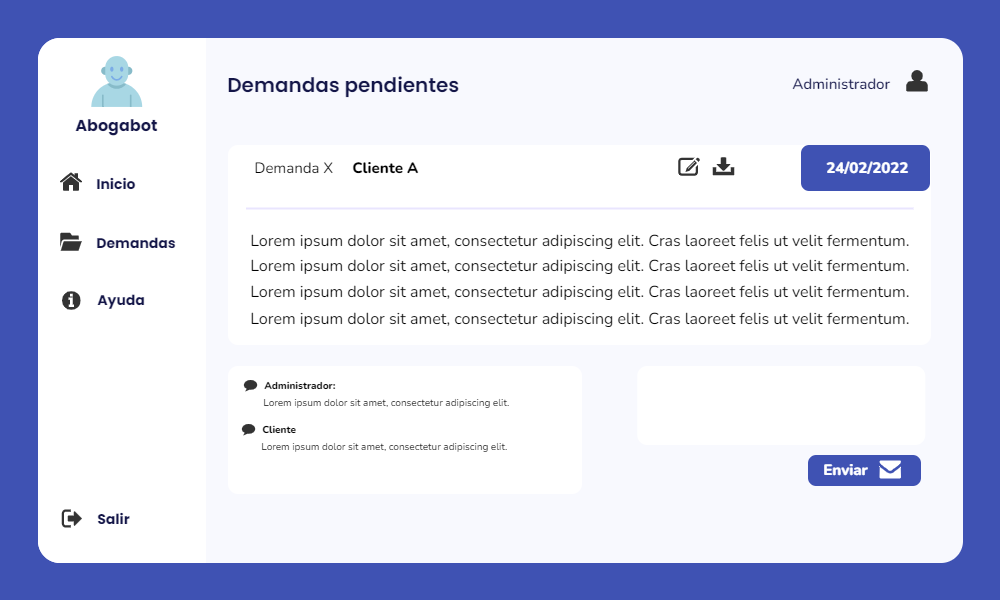 Abogabot
Inicio
Demandas
Ayuda
Salir
Demandas pendientes
Administrador
Demanda X Cliente A
24/02/2022
Lorem ipsum dolor sit amet, consectetur adipiscing elit. Cras laoreet felis ut velit fermentum.
Lorem ipsum dolor sit amet, consectetur adipiscing elit. Cras laoreet felis ut velit fermentum.
Lorem ipsum dolor sit amet, consectetur adipiscing elit. Cras laoreet felis ut velit fermentum.
Lorem ipsum dolor sit amet, consectetur adipiscing elit. Cras laoreet felis ut velit fermentum.
Administrador:
Lorem ipsum dolor sit amet, consectetur adipiscing elit.
Cliente
Lorem ipsum dolor sit amet, consectetur adipiscing elit.
Enviar